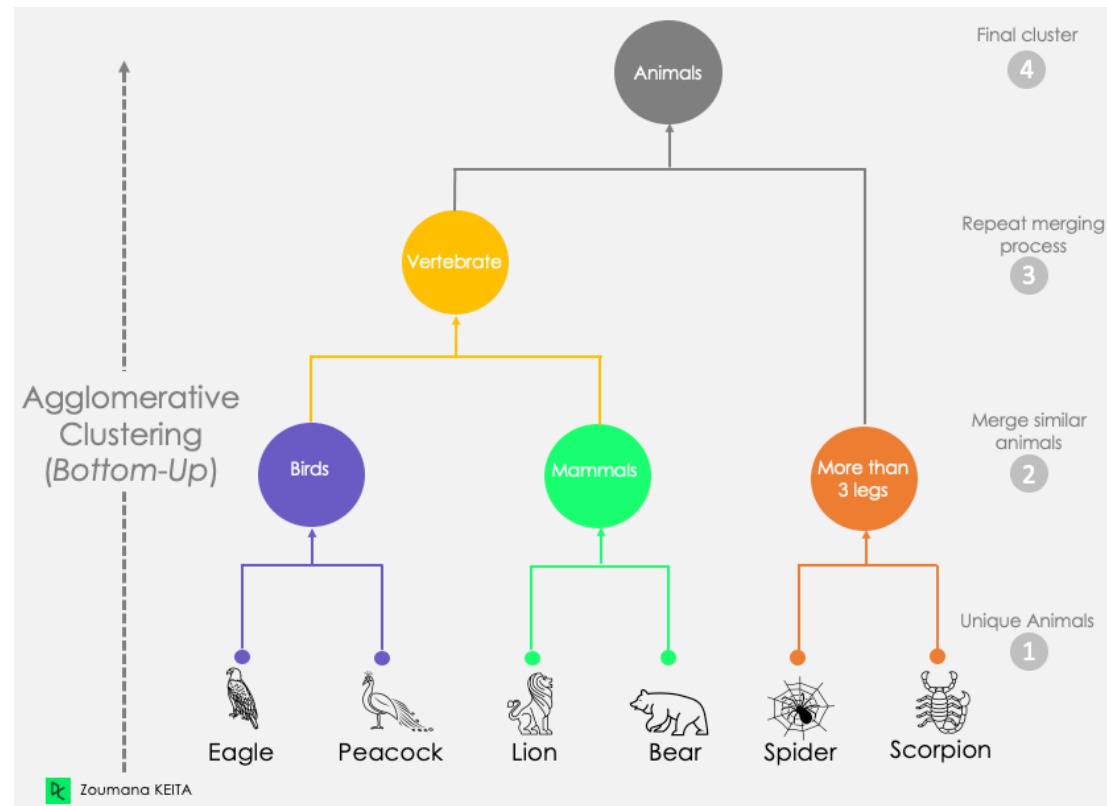 Final cluster
4
Animals
Repeat merging
process
3
Vertebrate
Agglomerative
Clustering
(Bottom-Up)
Merge similar
animals
2
Birds
Mammals
More than
3 legs
Unique Animals
1
Eagle
Peacock
Lion
Bear
Spider
Scorpion
DC
Zoumana KEITA